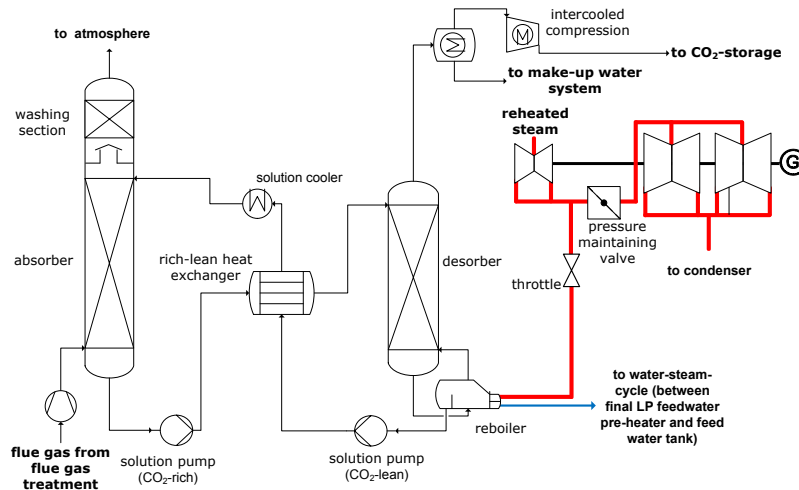 to atmosphere
intercooled
compression
to CO₂-storage
to make-up water
system
M
reheated
steam
washing
section
G
solution cooler
pressure
maintaining
valve
absorber
rich-lean heat
exchanger
desorber
throttle
to condenser
to water-steam-
cycle (between
final LP feedwater
pre-heater and feed
water tank)
reboiler
flue gas from
flue gas
treatment
solution pump
(CO₂-rich)
solution pump
(CO₂-lean)